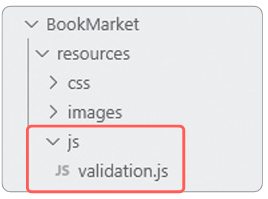 BookMarket
resources
css
images
js
JS validation.js